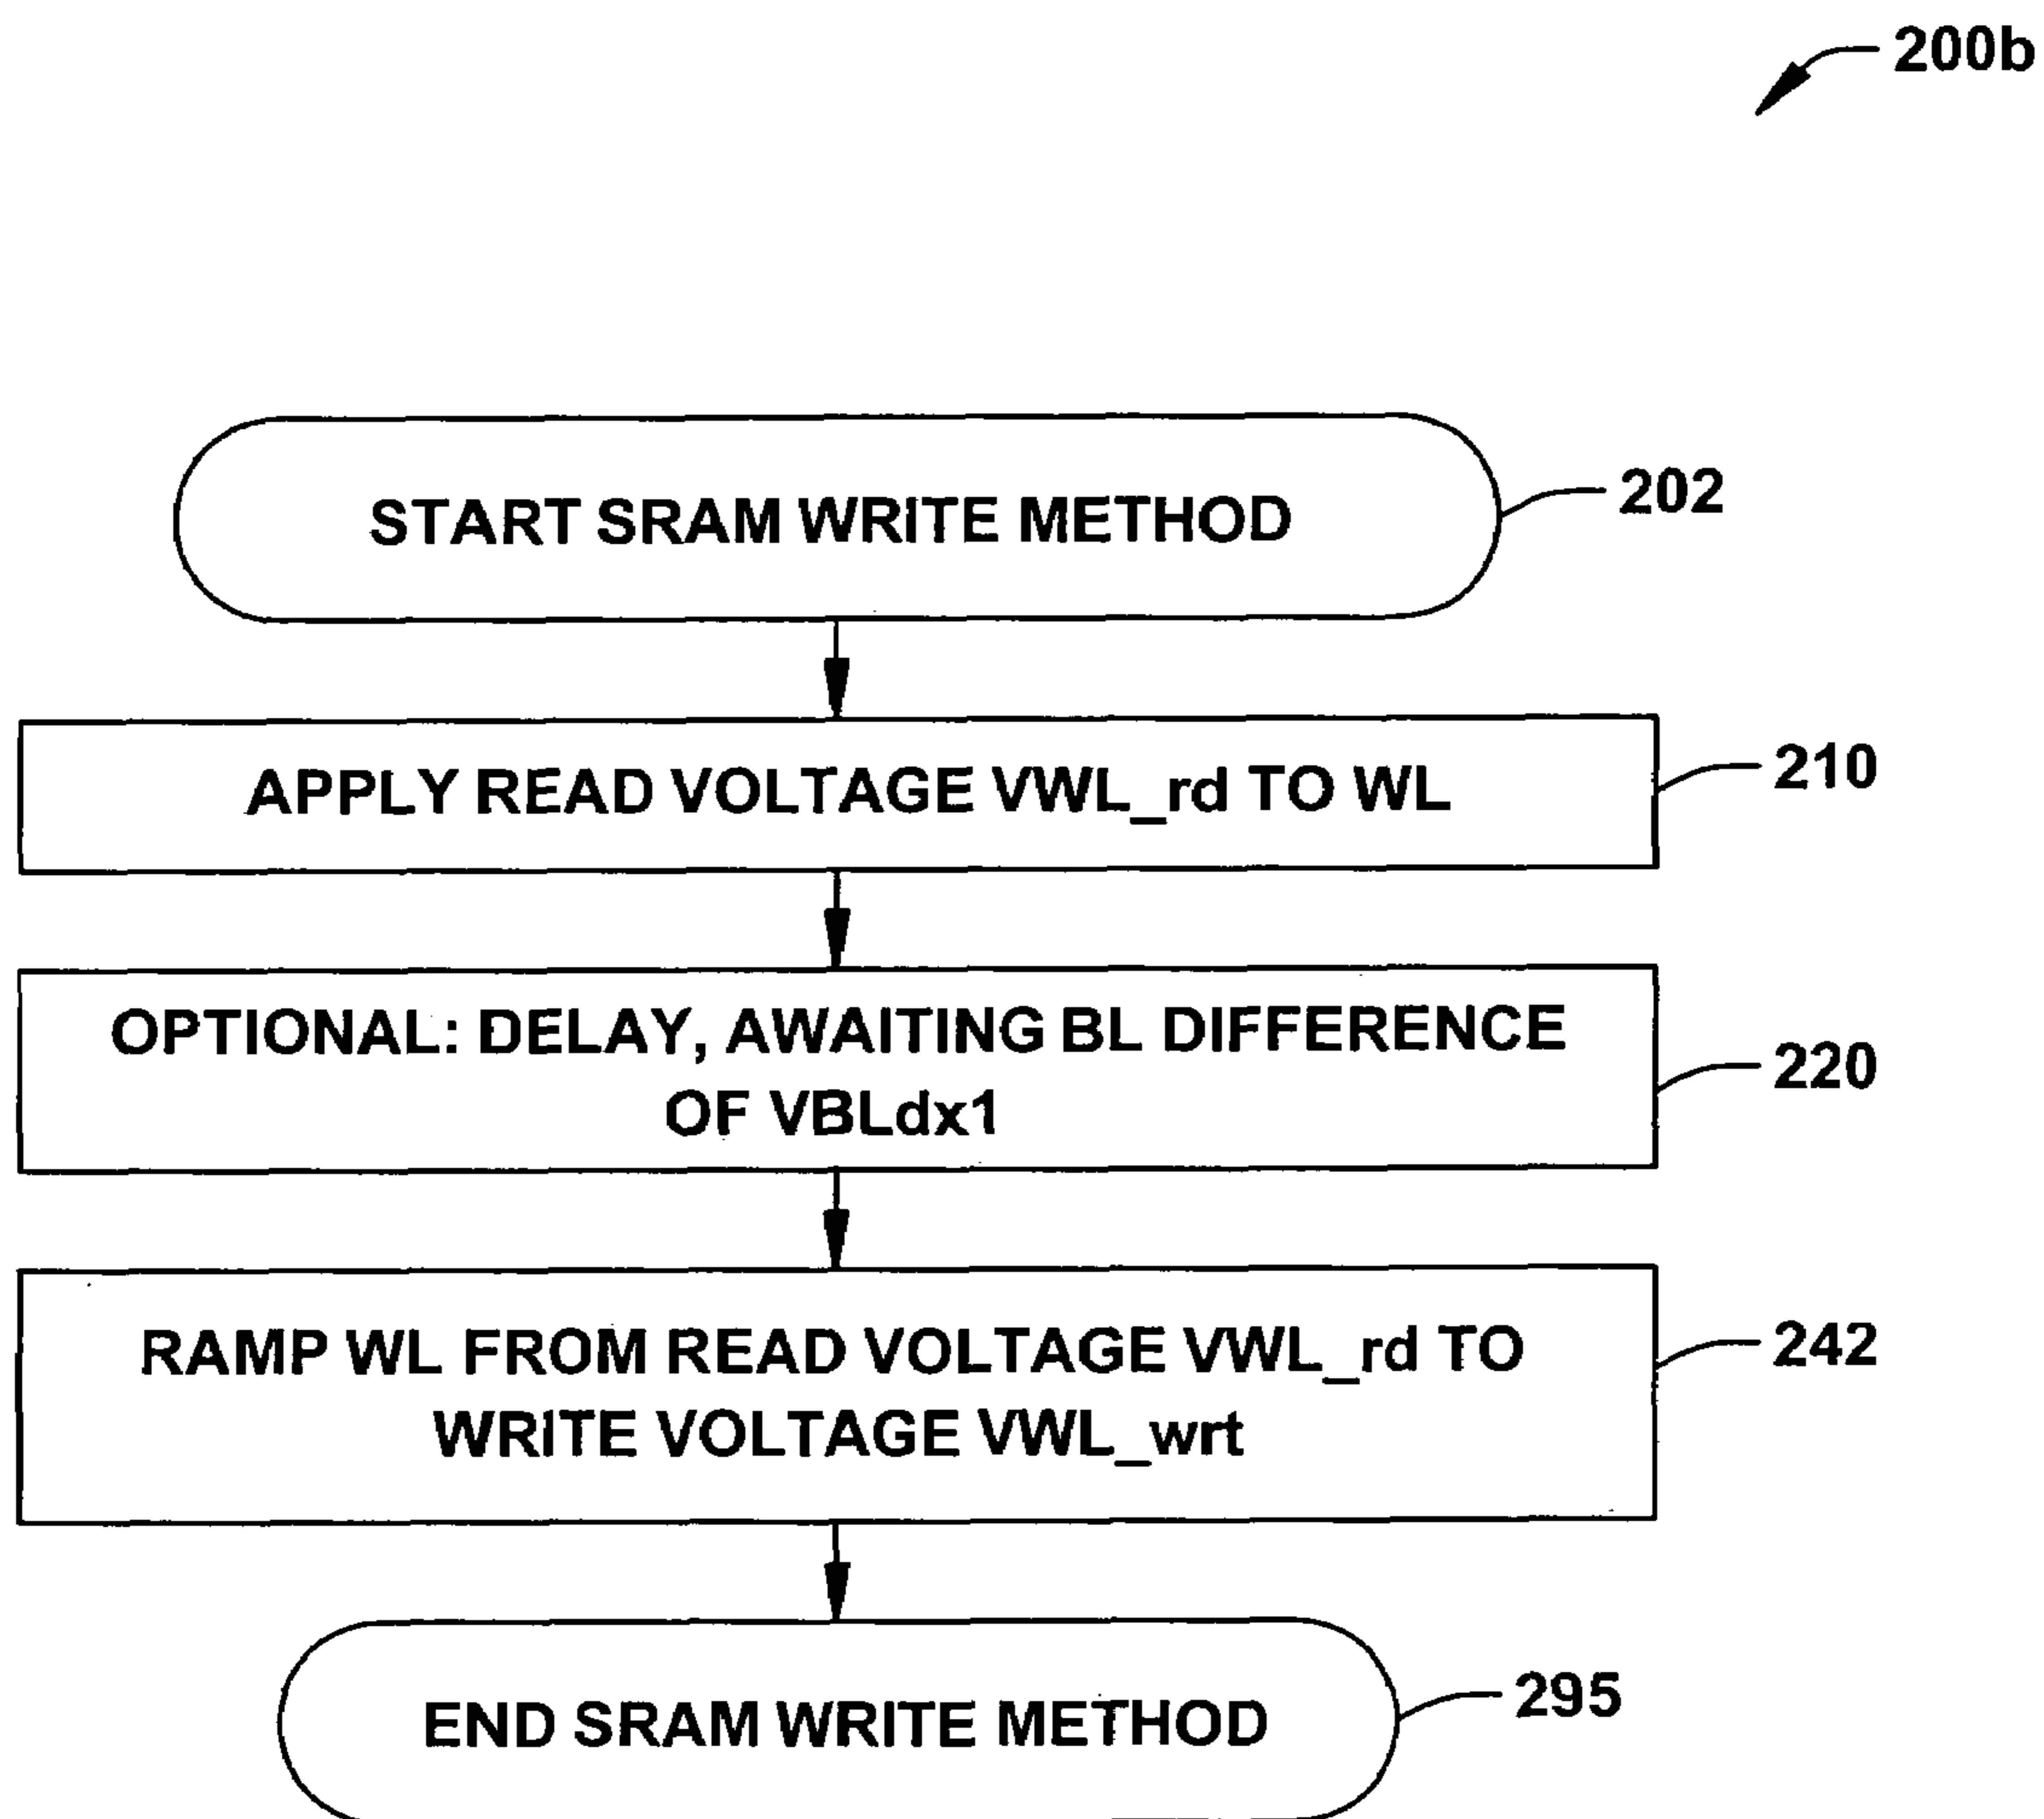 200b
START SRAM WRITE METHOD
202
APPLY READ VOLTAGE VWL_rd TO WL
210
OPTIONAL: DELAY, AWAITING BL DIFFERENCE
OF VBLdx1
220
RAMP WL FROM READ VOLTAGE VWL_rd TO
WRITE VOLTAGE VWL_wrt
242
END SRAM WRITE METHOD
295